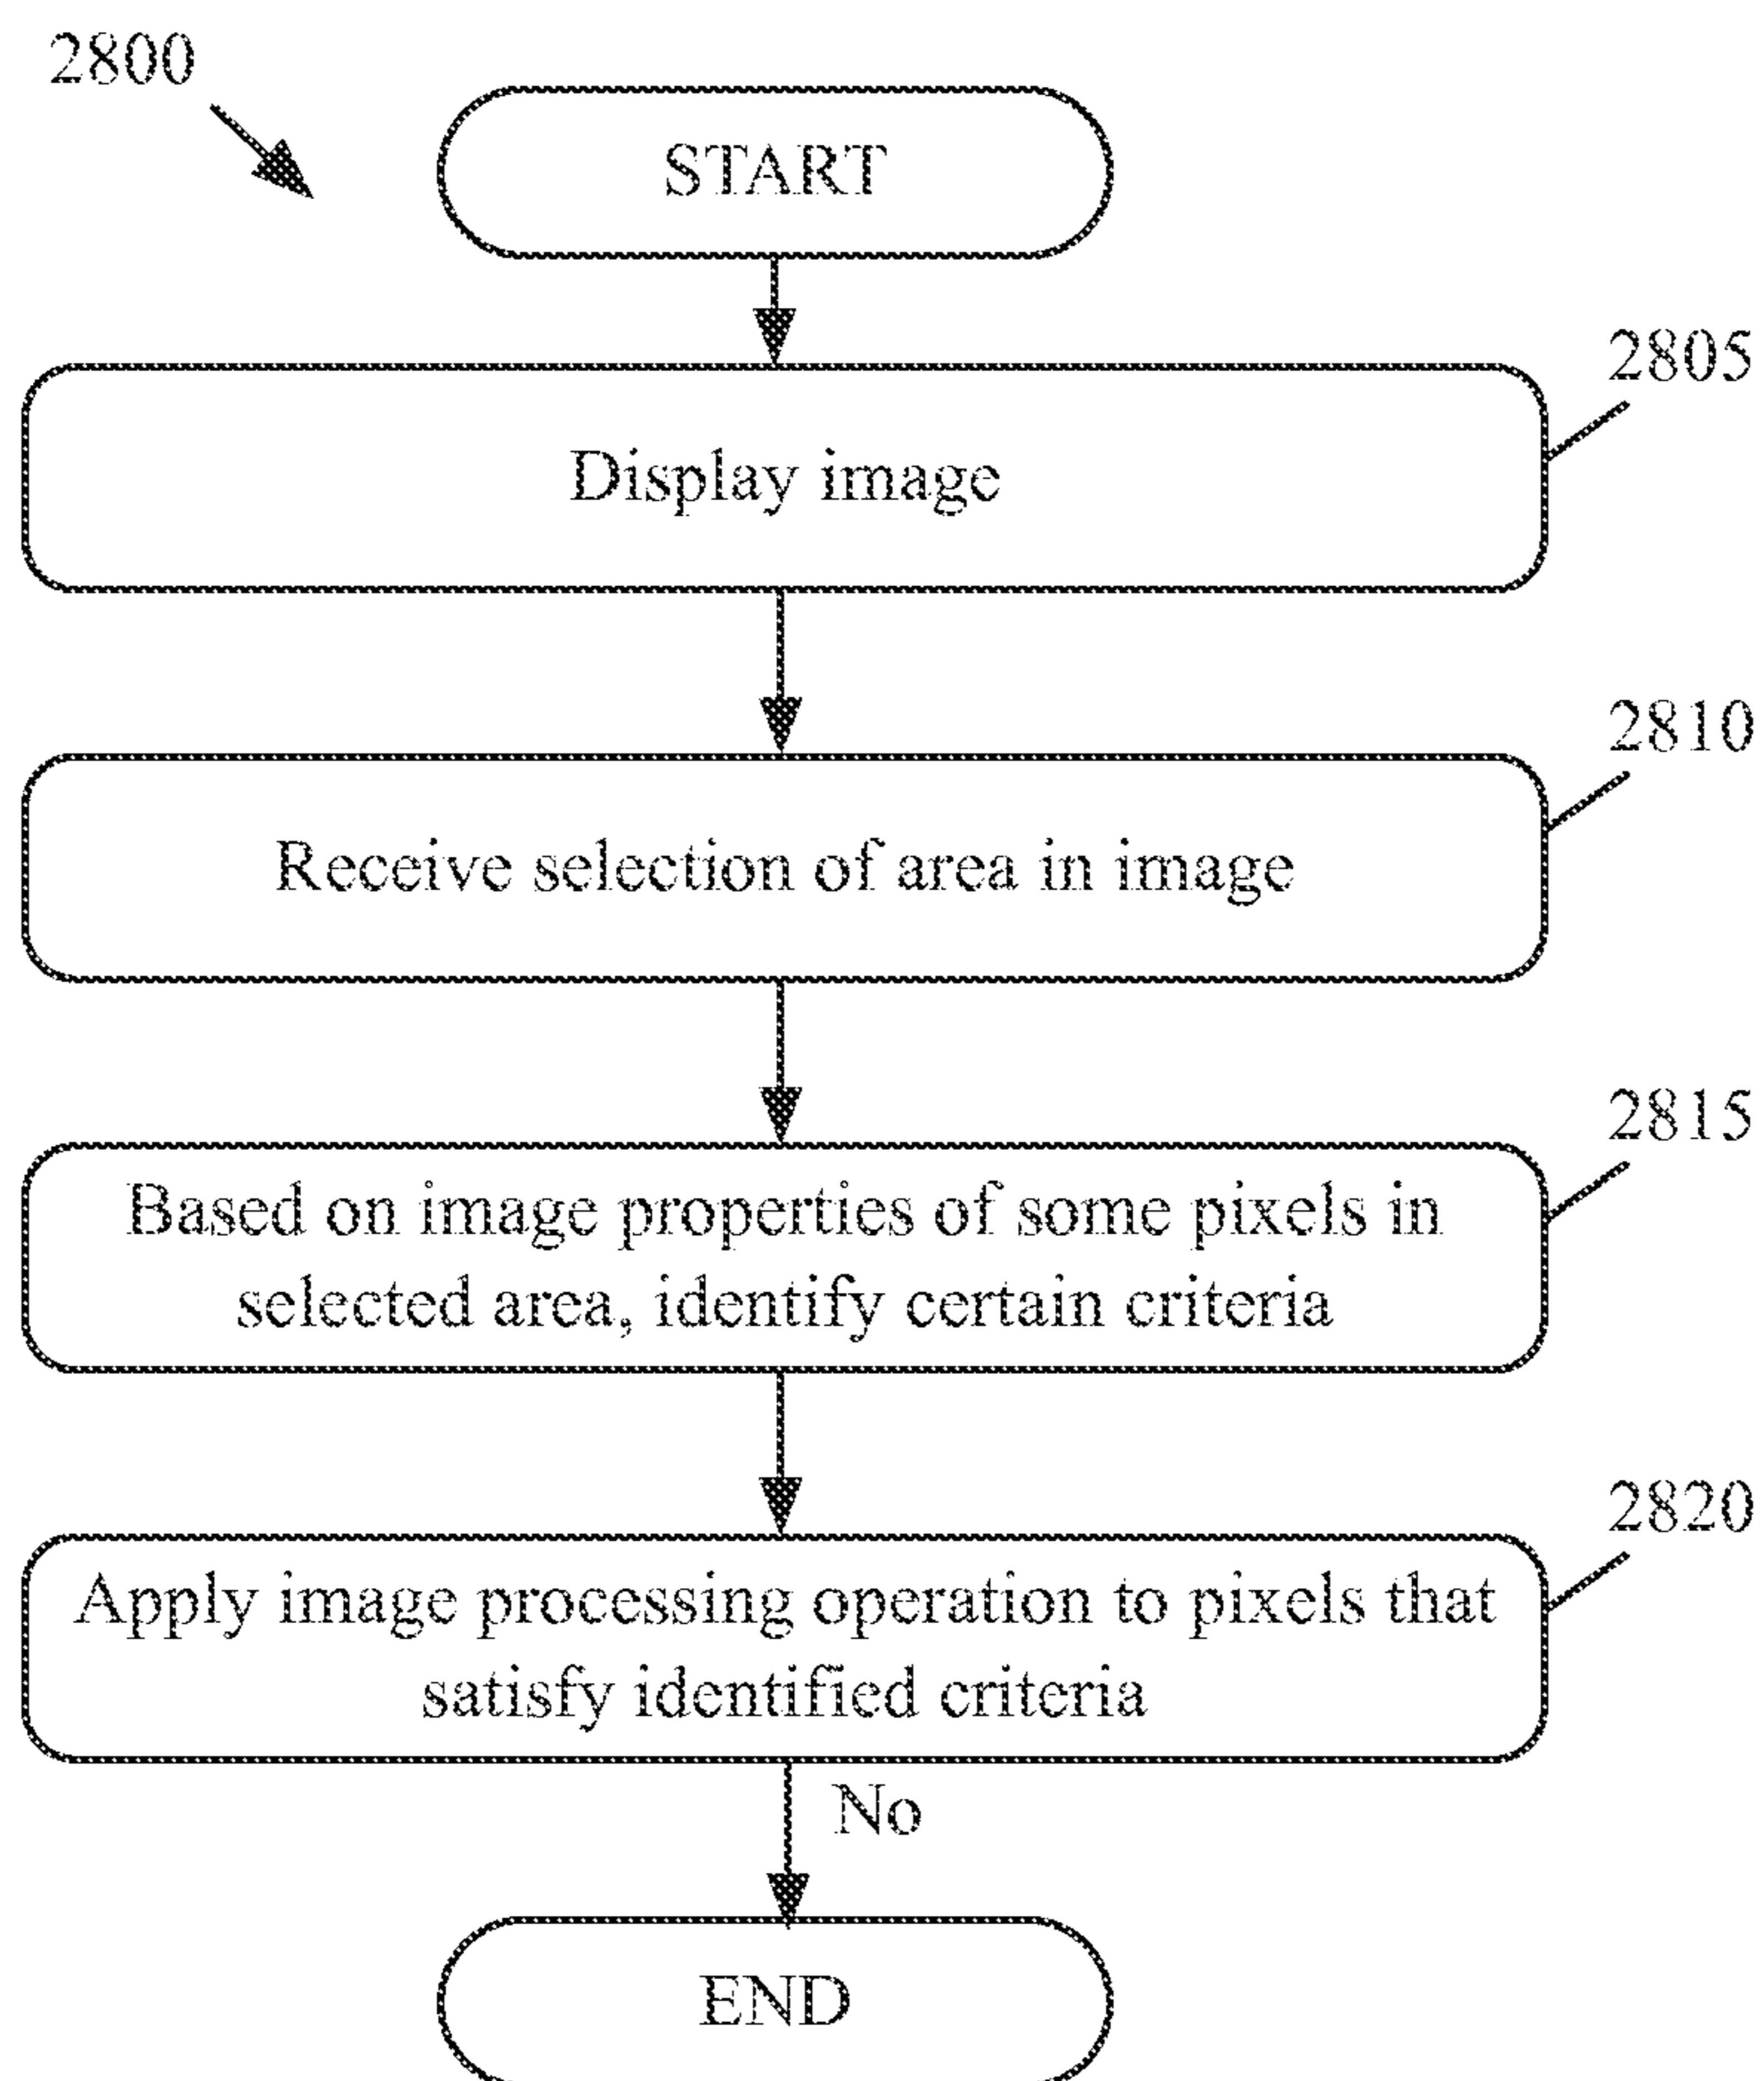 2800
START
2805
Display image
2810
Receive selection of area in image
2815
Based on image properties of some pixels in
selected area, identify certain criteria
2820
Apply image processing operation to pixels that
satisfy identified criteria
No
END